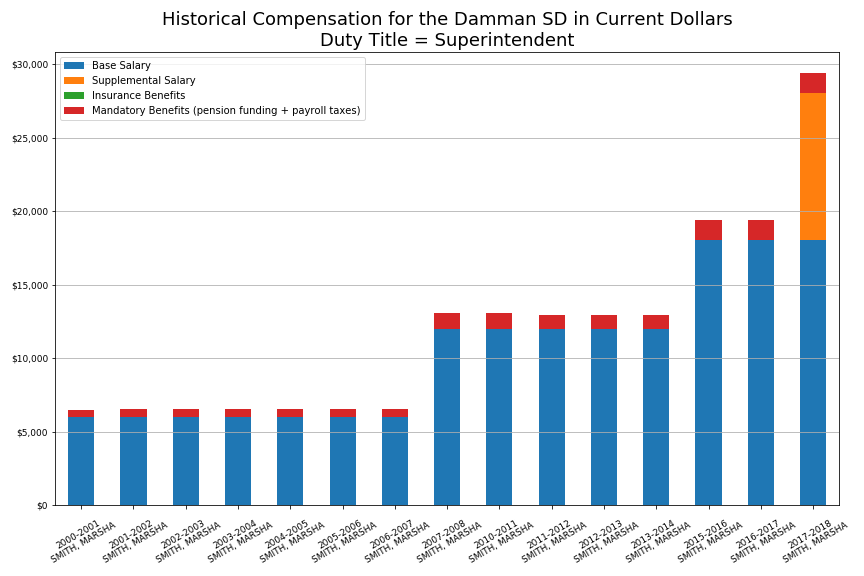 Historical Compensation for the Damman SD in Current Dollars
Duty Title = Superintendent
Base Salary
Supplemental Salary
Insurance Benefits
Mandatory Benefits (pension funding + payroll taxes)
$30,000
$25,000
$20,000
$15,000
$10,000
$5,000
$0
2000-2001
SMITH, MARSHA
2001-2002
SMITH, MARSHA
2002-2003
SMITH, MARSHA
2003-2004
SMITH, MARSHA
2004-2005
SMITH, MARSHA
2005-2006
SMITH, MARSHA
2006-2007
SMITH, MARSHA
2007-2008
SMITH, MARSHA
2010-2011
SMITH, MARSHA
2011-2012
SMITH, MARSHA
2012-2013
SMITH, MARSHA
2013-2014
SMITH, MARSHA
2015-2016
SMITH, MARSHA
2016-2017
SMITH, MARSHA
2017-2018
SMITH, MARSHA